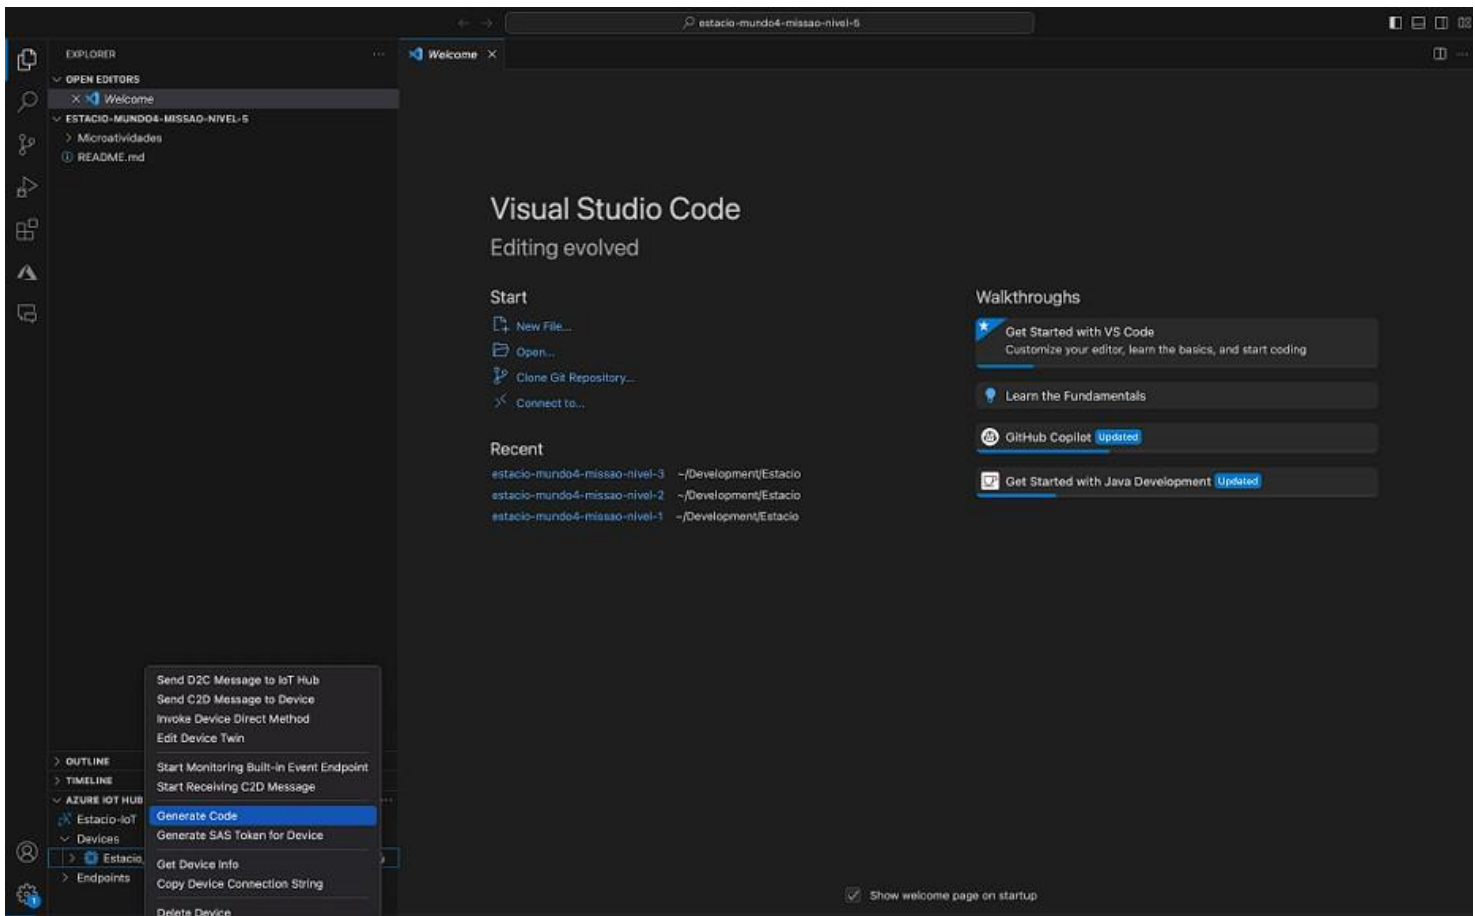 estacio-mundo4-missao-nivel-5
EXPLORER
Welcome
OPEN EDITORS
Welcome
ESTACIO-MUNDO4-MISSAO-NIVEL-5
Microatividades
README.md
Visual Studio Code
Editing evolved
Start
New File...
Open...
Clone Git Repository...
Connect to...
Recent
estacio-mundo4-missao-nivel-3 ~/Development/Estacio
estacio-mundo4-missao-nivel-2 ~/Development/Estacio
estacio-mundo4-missao-nivel-1 ~/Development/Estacio
Walkthroughs
Get Started with VS Code
Customize your editor, learn the basics, and start coding
Learn the Fundamentals
GitHub Copilot Updated
Get Started with Java Development Updated
Send D2C Message to IoT Hub
Send C2D Message to Device
Invoke Device Direct Method
Edit Device Twin
Start Monitoring Built-in Event Endpoint
Start Receiving C2D Message
Generate Code
Generate SAS Token for Device
Get Device Info
Copy Device Connection String
Delete Device
OUTLINE
TIMELINE
AZURE IOT HUB
Estacio-IoT
Devices
Estacio
Endpoints
1
Show welcome page on startup